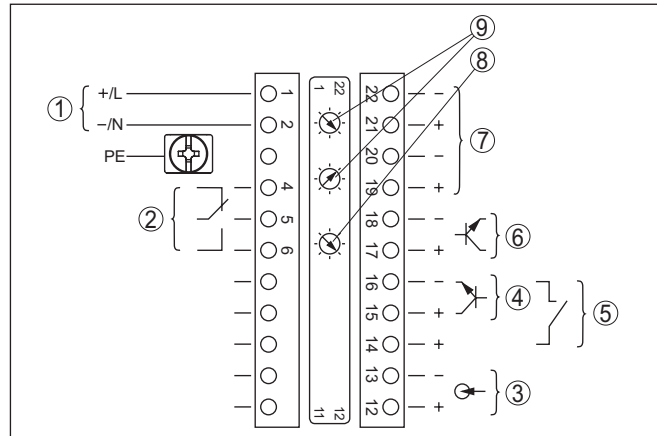 ⑨
⑧
+/L 1 1 22 22 −
① −/N 2 21 + ⑦
PE 20 −
4 19 +
② 5 18 − ⑥
6 17 +
16 − ④
15 + ⑤
14 +
13 − ③
11 12 12 +